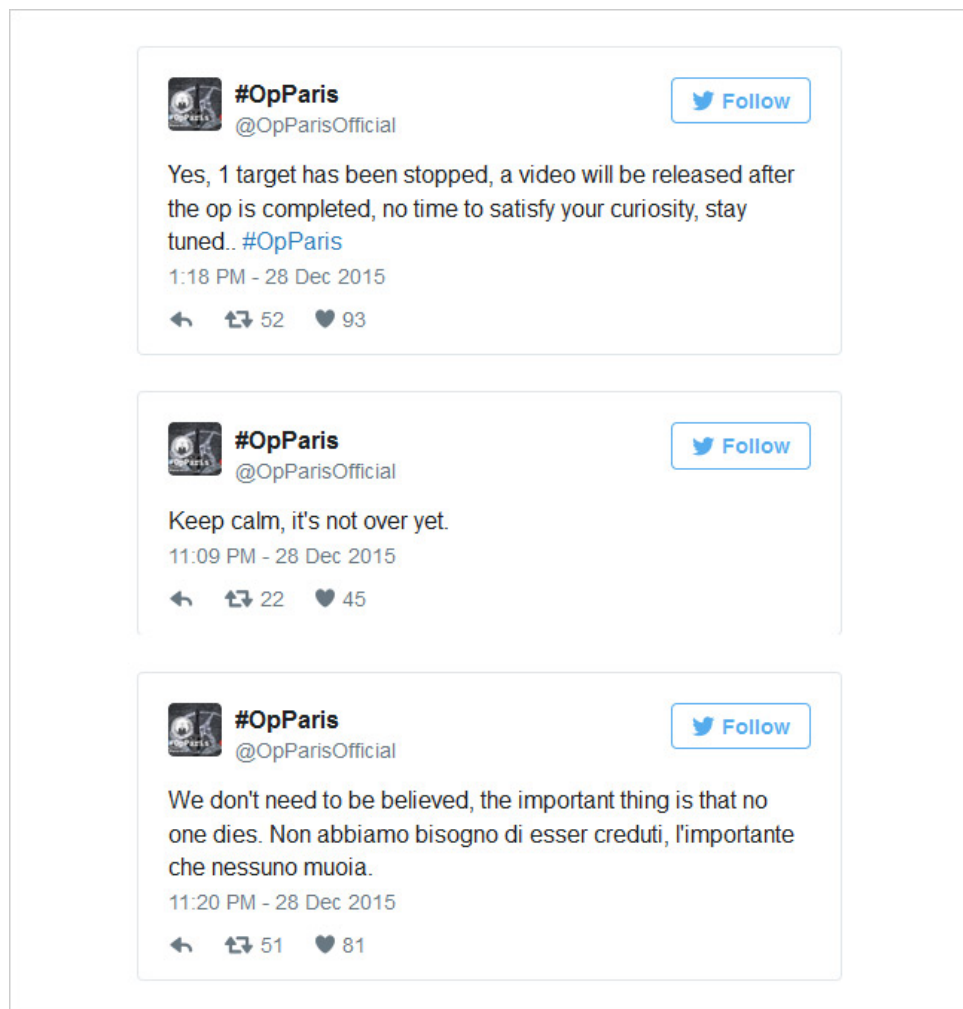 #OpParis
Follow
@OpParisOfficial
Yes, 1 target has been stopped, a video will be released after
the op is completed, no time to satisfy your curiosity, stay
tuned.. #OpParis
1:18 PM - 28 Dec 2015
52 93
#OpParis
Follow
@OpParisOfficial
Keep calm, it's not over yet.
11:09 PM - 28 Dec 2015
22 45
#OpParis
Follow
@OpParisOfficial
We don't need to be believed, the important thing is that no
one dies. Non abbiamo bisogno di esser creduti, l'importante
che nessuno muoia.
11:20 PM - 28 Dec 2015
51 81